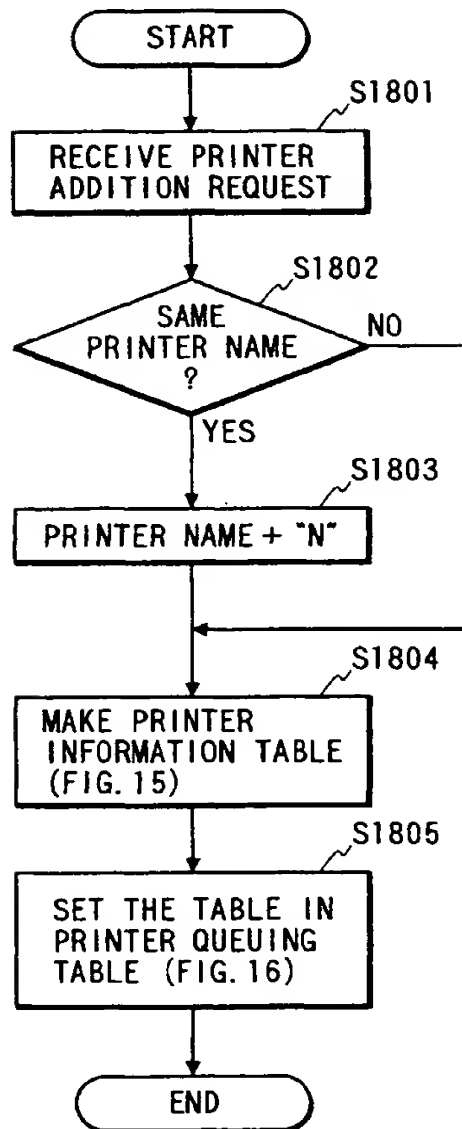 START
S1801
RECEIVE PRINTER
ADDITION REQUEST
S1802
SAME
PRINTER NAME
?
NO
YES
S1803
PRINTER NAME + "N"
S1804
MAKE PRINTER
INFORMATION TABLE
(FIG. 15)
S1805
SET THE TABLE IN
PRINTER QUEUING
TABLE (FIG. 16)
END